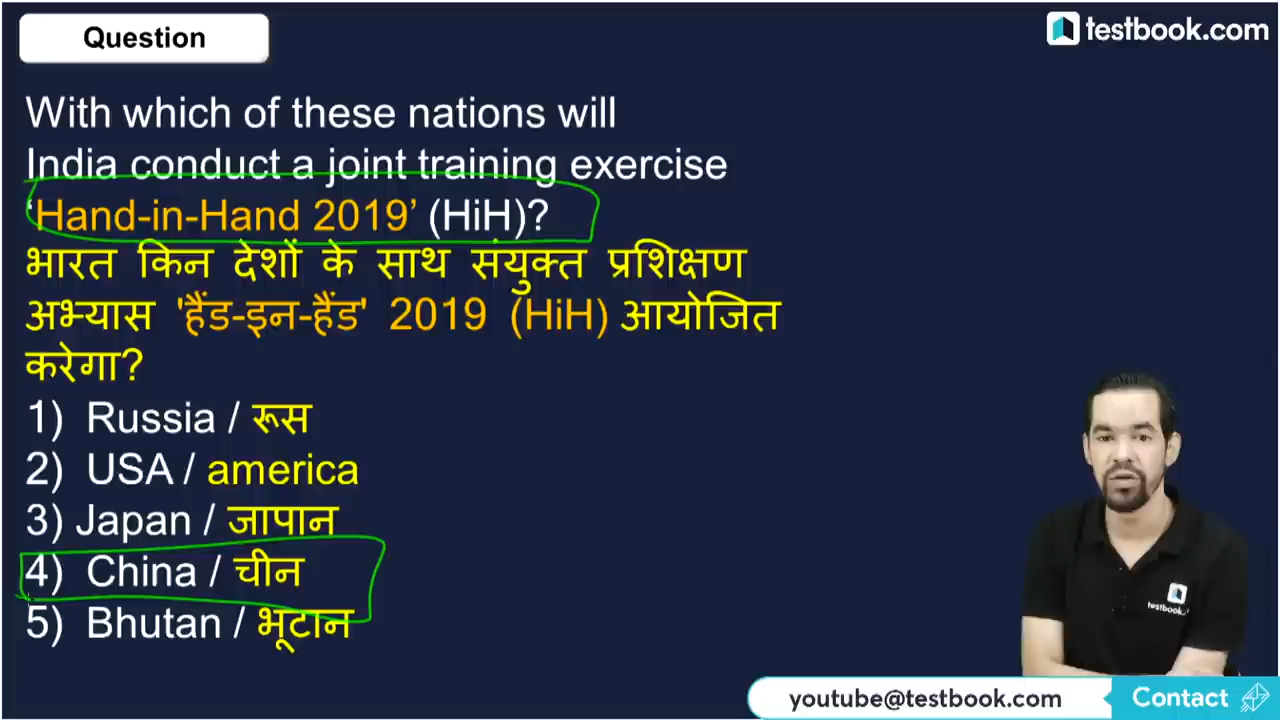 Question
testbook.com
With which of these nations will
India conduct a joint training exercise
‘Hand-in-Hand 2019’ (HiH)?
भारत किन देशों के साथ संयुक्त प्रशिक्षण
अभ्यास 'हैंड-इन-हैंड' 2019 (HiH) आयोजित
करेगा?
1) Russia / रूस
2) USA / america
3) Japan / जापान
4) China / चीन
5) Bhutan / भूटान
testbook
youtube@testbook.com
Contact